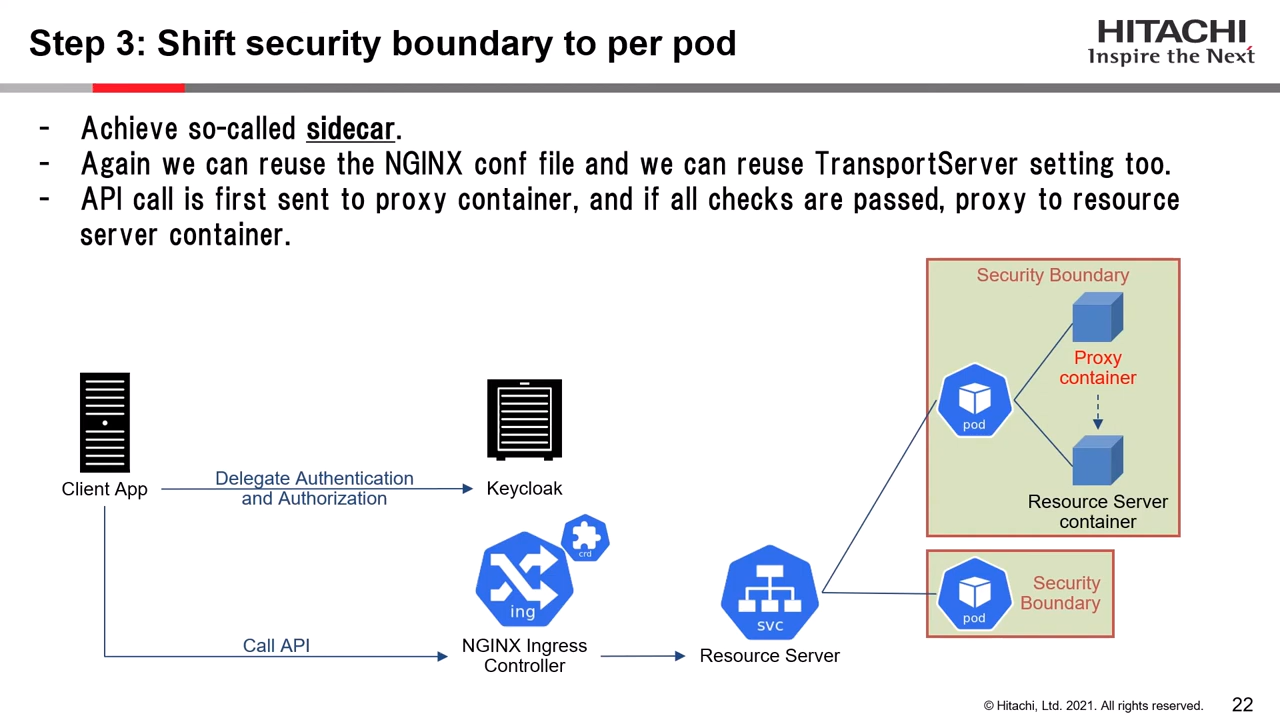 Step 3: Shift security boundary to per pod
HITACHI
Inspire the Next
- Achieve so-called sidecar.
- Again we can reuse the NGINX conf file and we can reuse TransportServer setting too.
- API call is first sent to proxy container, and if all checks are passed, proxy to resource
server container.
Security Boundary
Proxy
container
pod
Resource Server
container
Client App
Delegate Authentication
and Authorization
Keycloak
crd
ing
NGINX Ingress
Controller
Call API
svc
Resource Server
pod
Security
Boundary
© Hitachi, Ltd. 2021. All rights reserved.
22